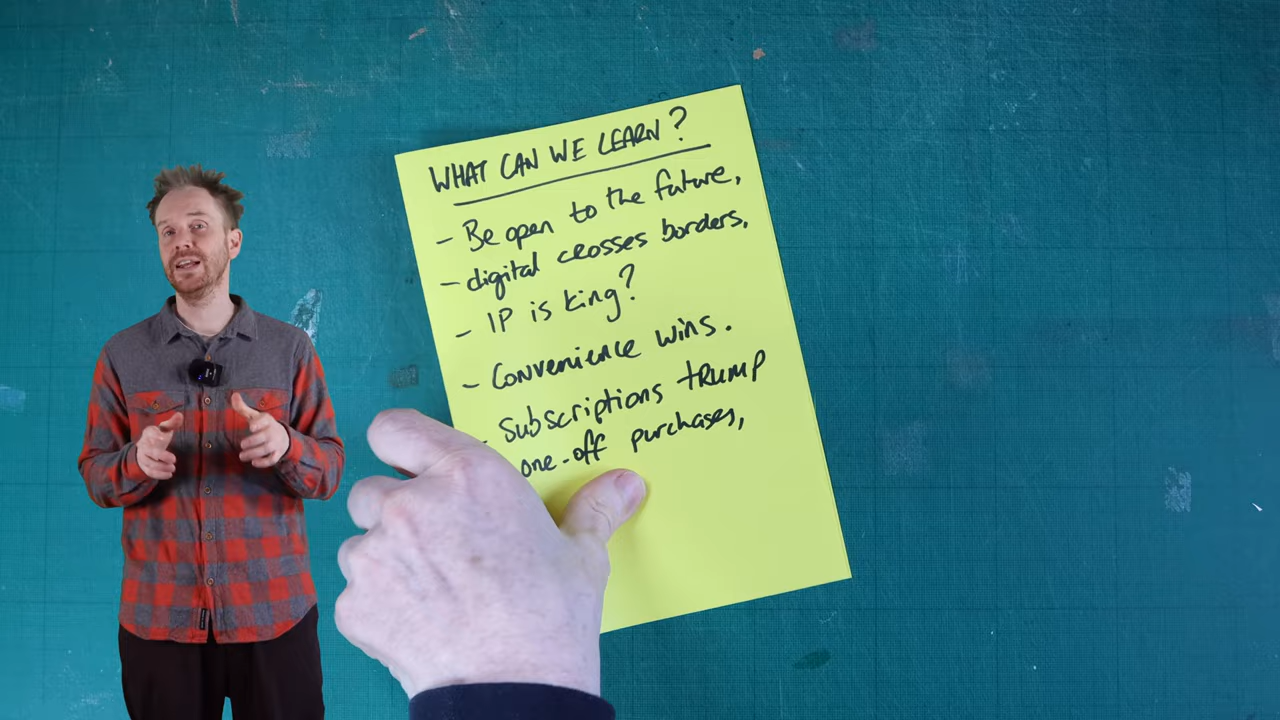 WHAT CAN WE LEARN?
- Be open to the future,
- digital crosses borders,
- IP is king?
- Convenience wins.
- Subscriptions trump
one-off purchases,